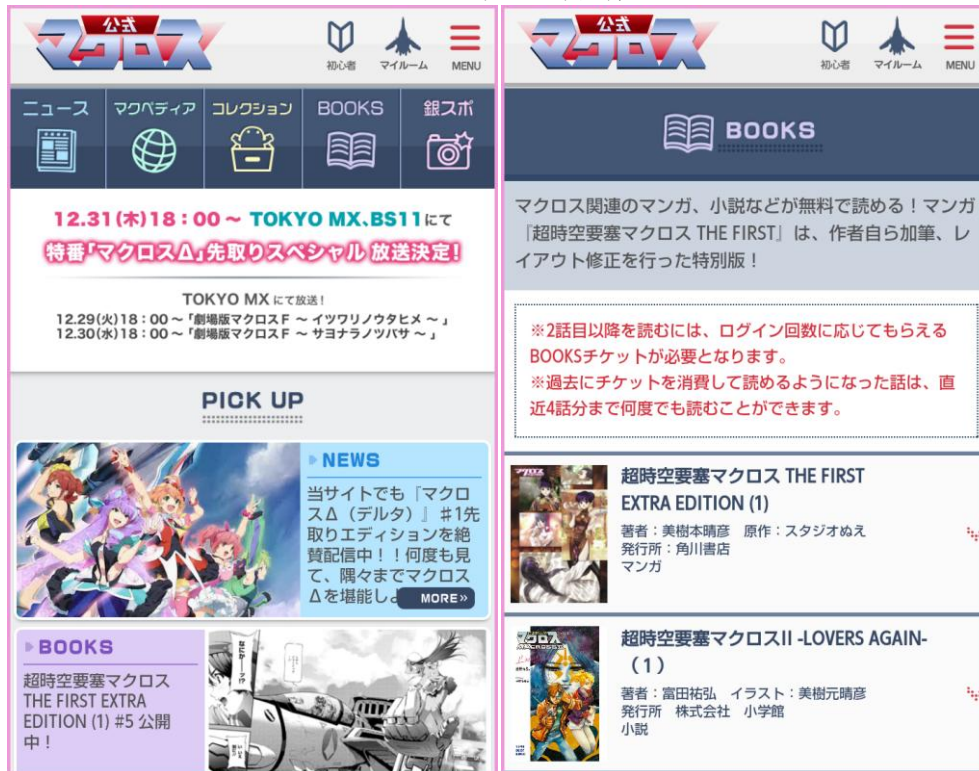 公式
マクロス
初心者
マイルーム
MENU
ニュース
マクペディア
コレクション
BOOKS
銀スポ
12.31(木)18：00～ TOKYO MX、BS11にて
特番「マクロスΔ」先取りスペシャル 放送決定!
TOKYO MX にて放送！
12.29(火)18：00～「劇場版マクロスＦ ～ イツワリノウタヒメ ～ 」
12.30(水)18：00～「劇場版マクロスＦ ～ サヨナラノツバサ ～ 」
PICK UP
NEWS
当サイトでも『マクロ
スΔ（デルタ）』♯1先
取りエディションを絶
賛配信中！！何度も見
て、隅々までマクロス
Δを堪能し
MORE»
BOOKS
超時空要塞マクロス
THE FIRST EXTRA
EDITION (1) #5 公開
中！
公式
マクロス
初心者
マイルーム
MENU
BOOKS
マクロス関連のマンガ、小説などが無料で読める！マンガ
『超時空要塞マクロス THE FIRST』は、作者自ら加筆、レ
イアウト修正を行った特別版！
※2話目以降を読むには、ログイン回数に応じてもらえる
BOOKSチケットが必要となります。
※過去にチケットを消費して読めるようになった話は、直
近4話分まで何度でも読むことができます。
超時空要塞マクロス THE FIRST
EXTRA EDITION (1)
著者：美樹本晴彦　原作：スタジオぬえ
発行所：角川書店
マンガ
超時空要塞マクロスII -LOVERS AGAIN-
（１）
著者：富田祐弘　イラスト：美樹元晴彦
発行所　株式会社　小学館
小説